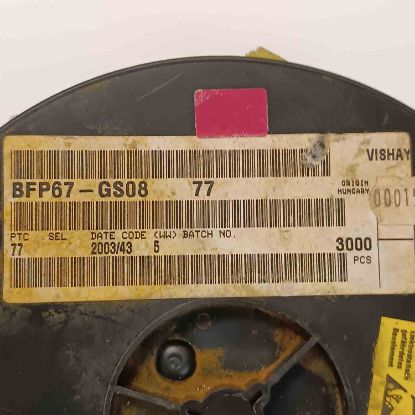 VISHAY
BFP67-GS08 77
ORIGIN
HUNGARY
PTC SEL DATE CODE (WW) BATCH NO.
77 2003/43 5
3000
PCS